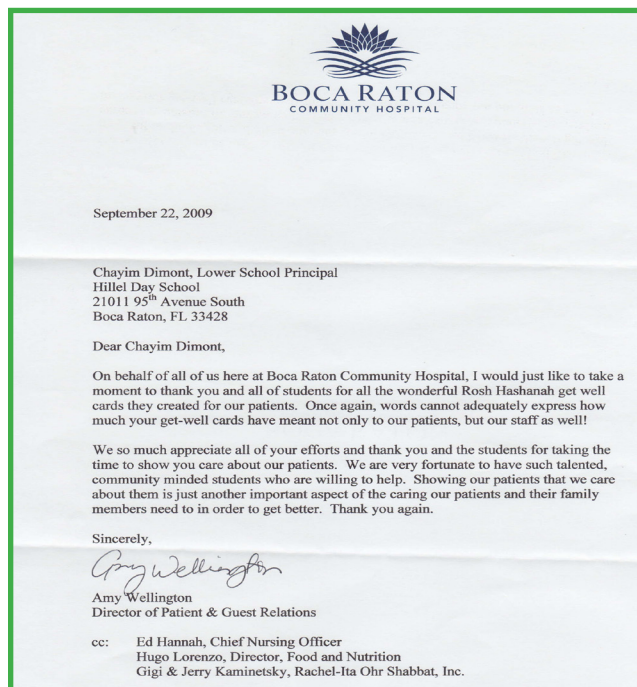 BOCA RATON
COMMUNITY HOSPITAL
September 22, 2009
Chayim Dimont, Lower School Principal
Hillel Day School
21011 95th Avenue South
Boca Raton, FL 33428
Dear Chayim Dimont,
On behalf of all of us here at Boca Raton Community Hospital, I would just like to take a
moment to thank you and all of students for all the wonderful Rosh Hashanah get well
cards they created for our patients. Once again, words cannot adequately express how
much your get-well cards have meant not only to our patients, but our staff as well!
We so much appreciate all of your efforts and thank you and the students for taking the
time to show you care about our patients. We are very fortunate to have such talented,
community minded students who are willing to help. Showing our patients that we care
about them is just another important aspect of the caring our patients and their family
members need to in order to get better. Thank you again.
Sincerely,
Amy Wellington
Amy Wellington
Director of Patient & Guest Relations
cc: Ed Hannah, Chief Nursing Officer
Hugo Lorenzo, Director, Food and Nutrition
Gigi & Jerry Kaminetsky, Rachel-Ita Ohr Shabbat, Inc.